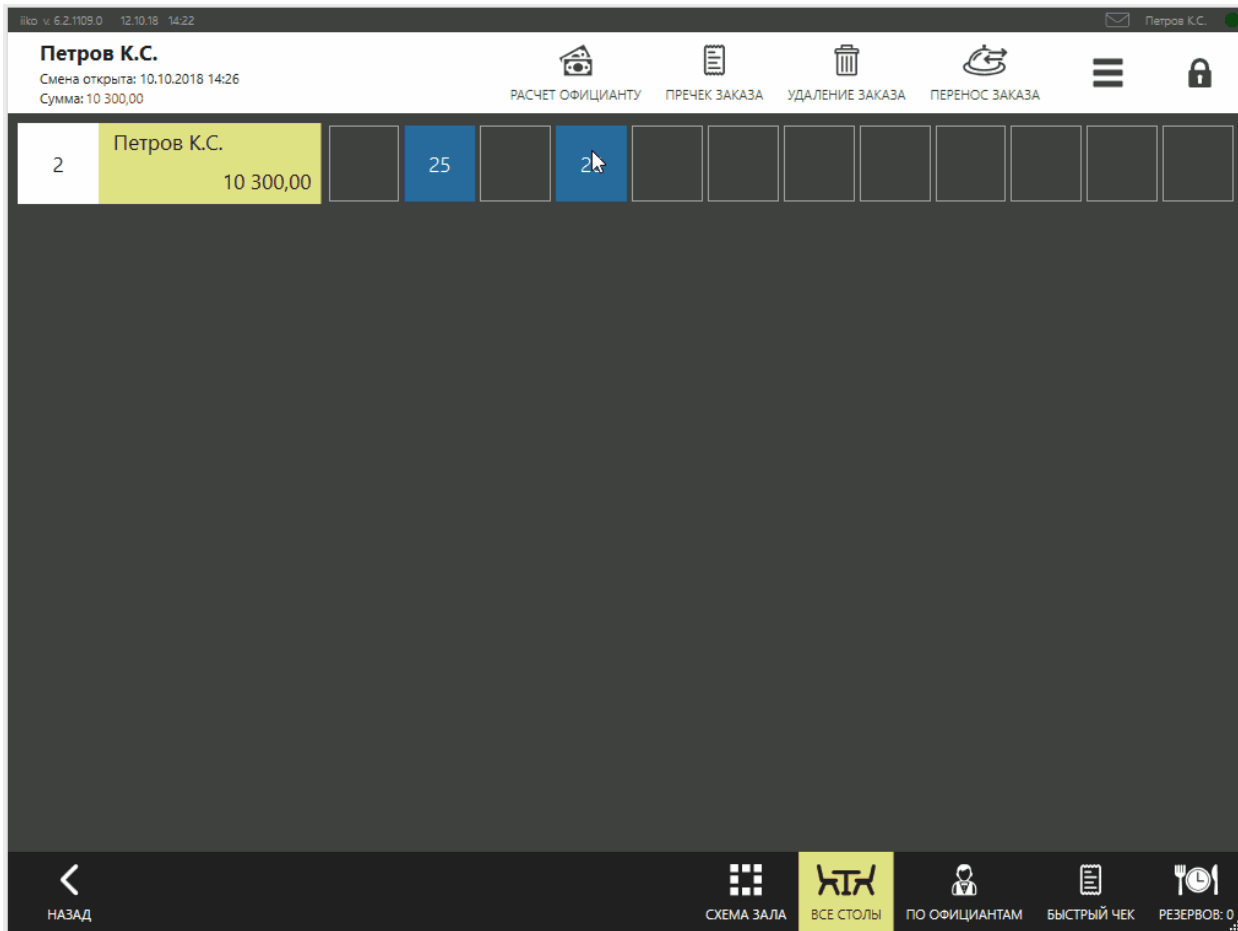 iiko v. 6.2.1109.0 12.10.18 14:22 Петров К.С.
Петров К.С.
Смена открыта: 10.10.2018 14:26
Сумма: 10 300,00
РАСЧЕТ ОФИЦИАНТУ ПРЕЧЕК ЗАКАЗА УДАЛЕНИЕ ЗАКАЗА ПЕРЕНОС ЗАКАЗА
2 Петров К.С. 25
10 300,00
НАЗАД СХЕМА ЗАЛА ВСЕ СТОЛЫ ПО ОФИЦИАНТАМ БЫСТРЫЙ ЧЕК РЕЗЕРВОВ: 0